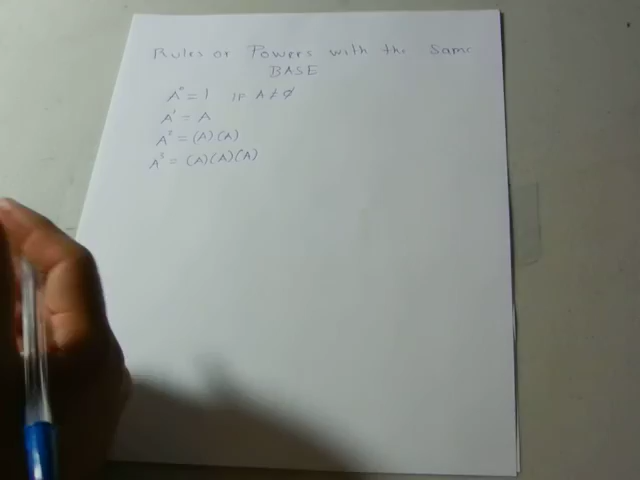 Rules of Powers with the Same
BASE
A⁰ = 1 IF A ≠ 0
A¹ = A
A² = (A)(A)
A³ = (A)(A)(A)